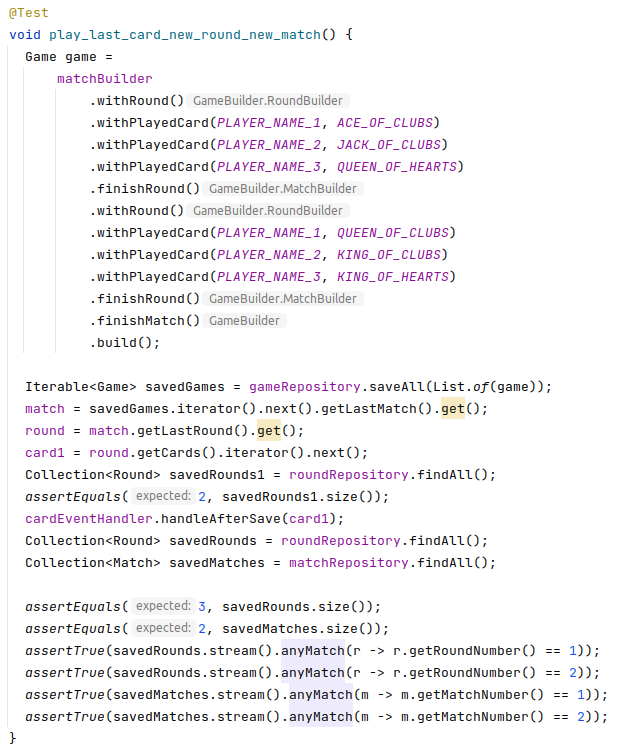 @Test
void play_last_card_new_round_new_match() {
  Game game =
      matchBuilder
          .withRound() GameBuilder.RoundBuilder
          .withPlayedCard(PLAYER_NAME_1, ACE_OF_CLUBS)
          .withPlayedCard(PLAYER_NAME_2, JACK_OF_CLUBS)
          .withPlayedCard(PLAYER_NAME_3, QUEEN_OF_HEARTS)
          .finishRound() GameBuilder.MatchBuilder
          .withRound() GameBuilder.RoundBuilder
          .withPlayedCard(PLAYER_NAME_1, QUEEN_OF_CLUBS)
          .withPlayedCard(PLAYER_NAME_2, KING_OF_CLUBS)
          .withPlayedCard(PLAYER_NAME_3, KING_OF_HEARTS)
          .finishRound() GameBuilder.MatchBuilder
          .finishMatch() GameBuilder
          .build();

  Iterable<Game> savedGames = gameRepository.saveAll(List.of(game));
  match = savedGames.iterator().next().getLastMatch().get();
  round = match.getLastRound().get();
  card1 = round.getCards().iterator().next();
  Collection<Round> savedRounds1 = roundRepository.findAll();
  assertEquals( expected: 2, savedRounds1.size());
  cardEventHandler.handleAfterSave(card1);
  Collection<Round> savedRounds = roundRepository.findAll();
  Collection<Match> savedMatches = matchRepository.findAll();

  assertEquals( expected: 3, savedRounds.size());
  assertEquals( expected: 2, savedMatches.size());
  assertTrue(savedRounds.stream().anyMatch(r -> r.getRoundNumber() == 1));
  assertTrue(savedRounds.stream().anyMatch(r -> r.getRoundNumber() == 2));
  assertTrue(savedMatches.stream().anyMatch(m -> m.getMatchNumber() == 1));
  assertTrue(savedMatches.stream().anyMatch(m -> m.getMatchNumber() == 2));
}